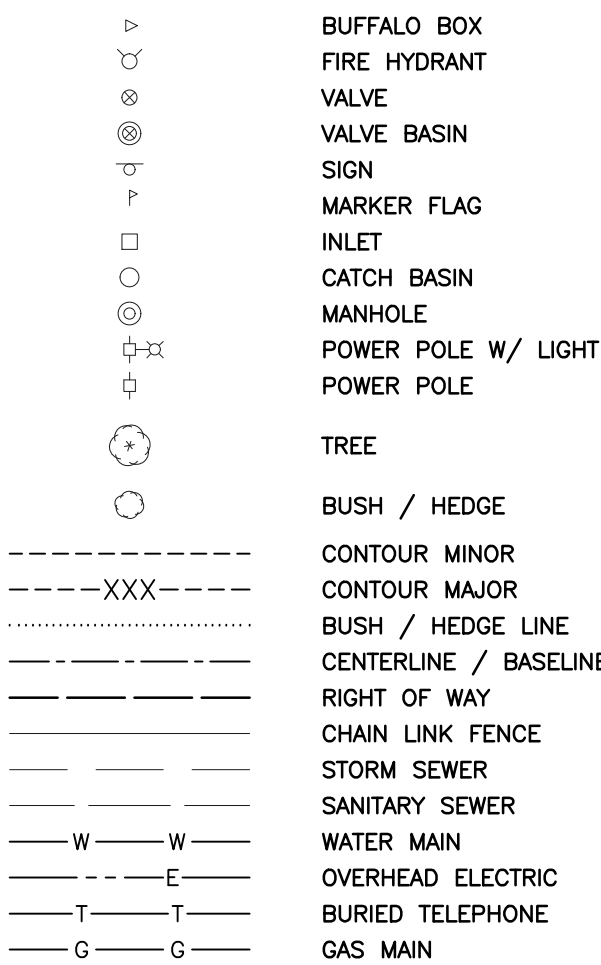 BUFFALO BOX
FIRE HYDRANT
VALVE
VALVE BASIN
SIGN
MARKER FLAG
INLET
CATCH BASIN
MANHOLE
POWER POLE W/ LIGHT
POWER POLE
TREE
BUSH / HEDGE
CONTOUR MINOR
XXX CONTOUR MAJOR
BUSH / HEDGE LINE
CENTERLINE / BASELINE
RIGHT OF WAY
CHAIN LINK FENCE
STORM SEWER
SANITARY SEWER
W W WATER MAIN
E OVERHEAD ELECTRIC
T T BURIED TELEPHONE
G G GAS MAIN